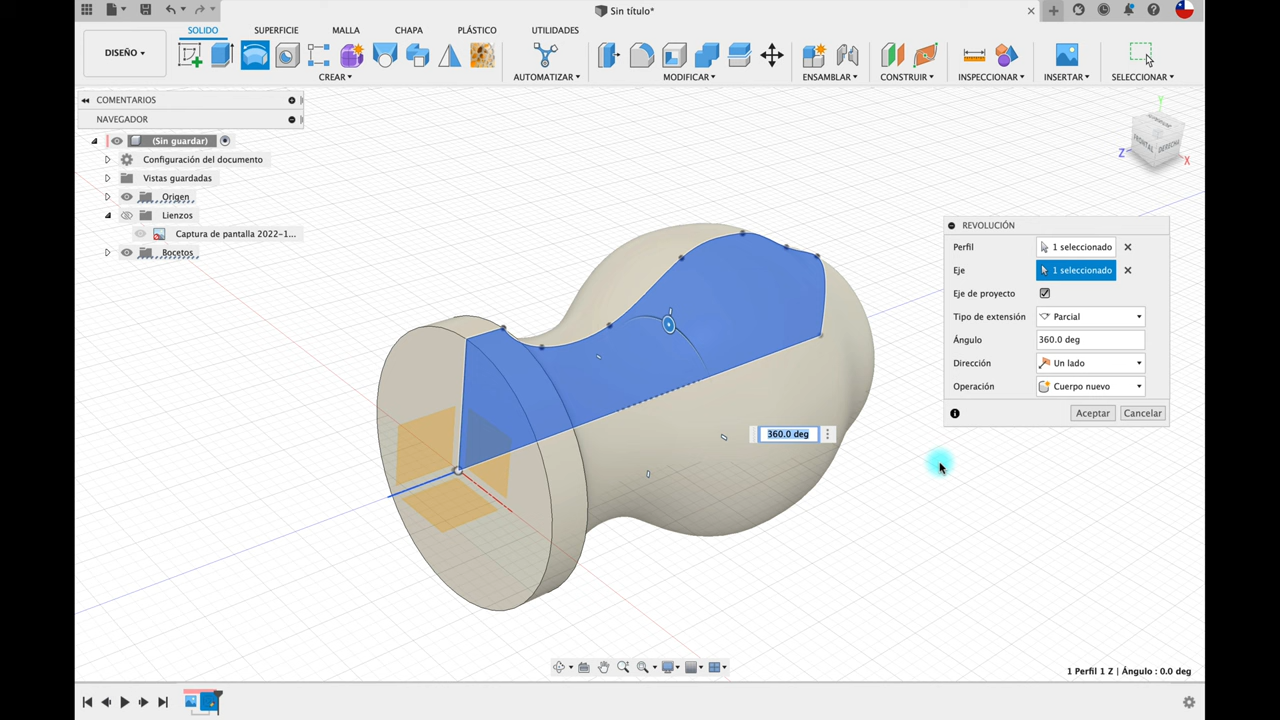 Sin título*
DISEÑO
SOLIDO
SUPERFICIE
MALLA
CHAPA
PLÁSTICO
UTILIDADES
CREAR
AUTOMATIZAR
MODIFICAR
ENSAMBLAR
CONSTRUIR
INSPECCIONAR
INSERTAR
SELECCIONAR
COMENTARIOS
NAVEGADOR
(Sin guardar)
Configuración del documento
Vistas guardadas
Origen
Lienzos
Captura de pantalla 2022-1...
Bocetos
Y
SUPERIOR
FRONTAL
DERECHA
Z
X
REVOLUCIÓN
Perfil 1 seleccionado
Eje 1 seleccionado
Eje de proyecto
Tipo de extensión Parcial
Ángulo 360.0 deg
Dirección Un lado
Operación Cuerpo nuevo
Aceptar Cancelar
360.0 deg
1 Perfil 1 Z | Ángulo : 0.0 deg